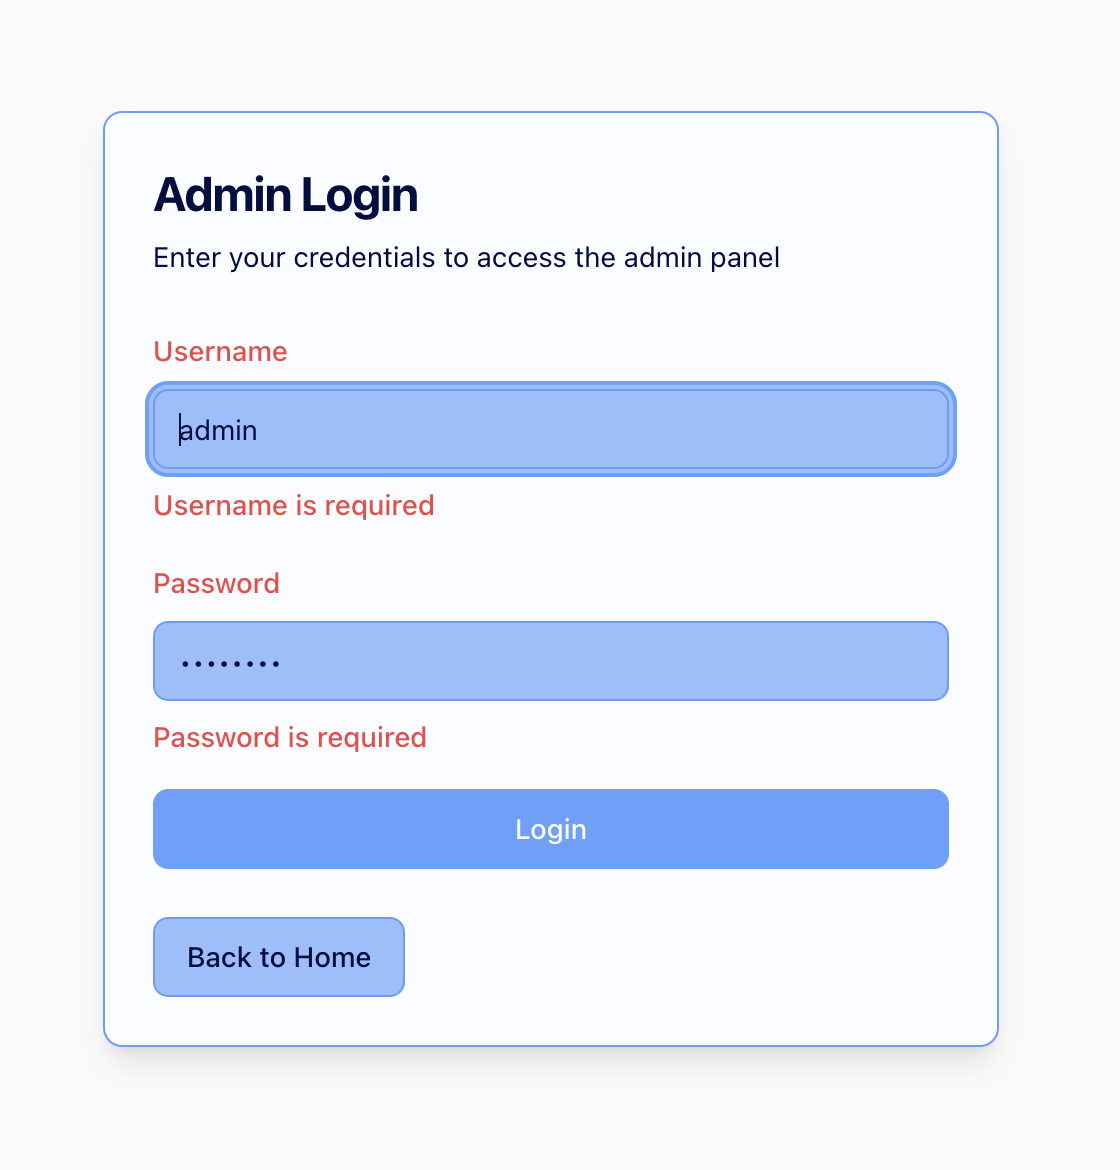 Admin Login
Enter your credentials to access the admin panel
Username
admin
Username is required
Password
••••••••
Password is required
Login
Back to Home